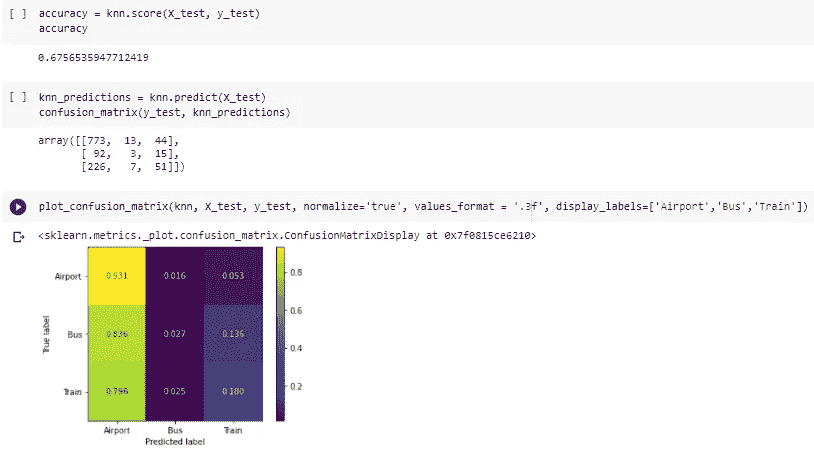 [ ] accuracy = knn.score(X_test, y_test)
accuracy
0.6756535947712419
[ ] knn_predictions = knn.predict(X_test)
confusion_matrix(y_test, knn_predictions)
array([[773, 13, 44],
[ 92, 3, 15],
[226, 7, 51]])
plot_confusion_matrix(knn, X_test, y_test, normalize='true', values_format = '.3f', display_labels=['Airport','Bus','Train'])
<sklearn.metrics._plot.confusion_matrix.ConfusionMatrixDisplay at 0x7f0815ce6210>
Airport 0.931 0.016 0.053
0.8
0.6
Bus 0.836 0.027 0.136
0.4
True label
Train 0.796 0.025 0.180
0.2
Airport Bus Train
Predicted label